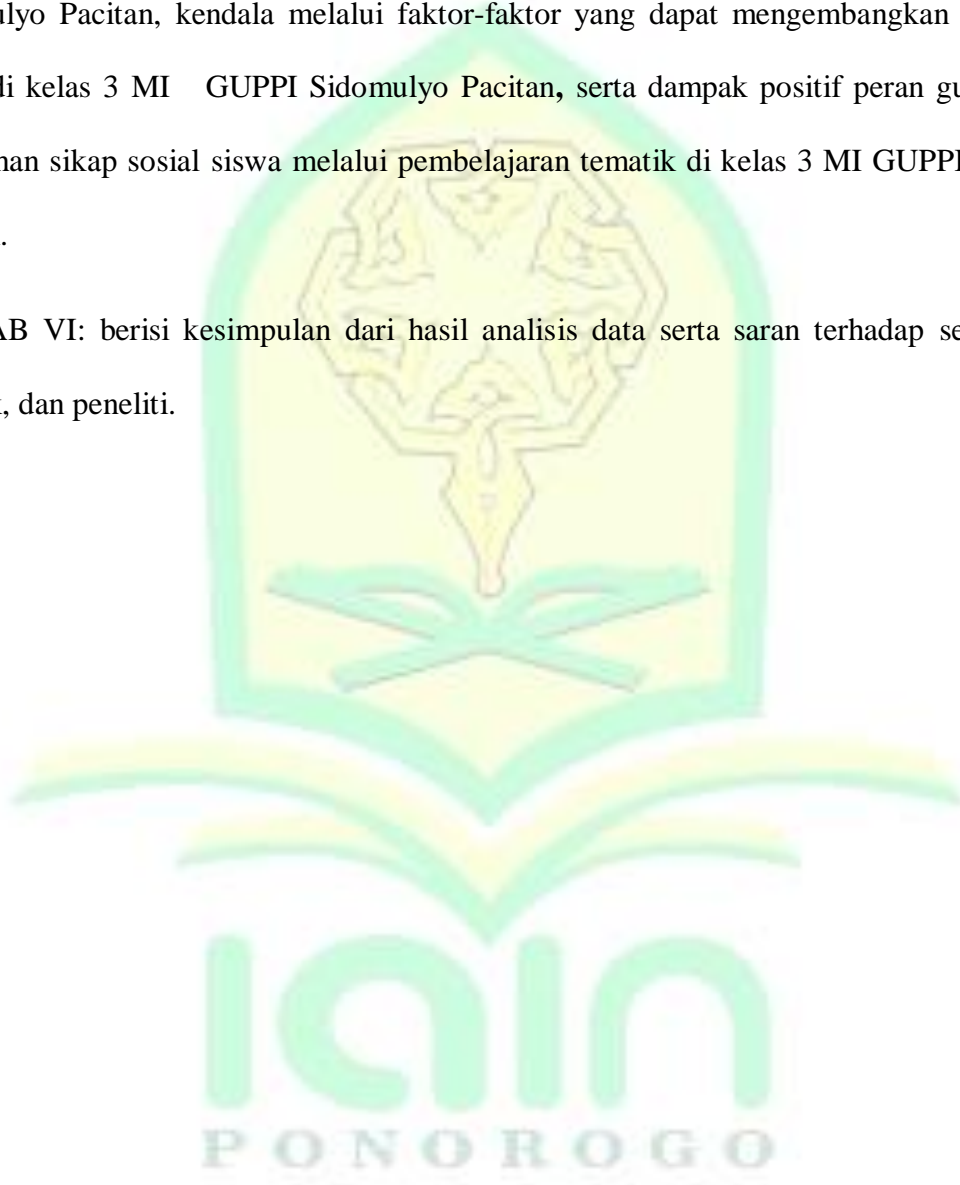 ulyo Pacitan, kendala melalui faktor-faktor yang dapat mengembangkan
di kelas 3 MI GUPPI Sidomulyo Pacitan, serta dampak positif peran gu
nan sikap sosial siswa melalui pembelajaran tematik di kelas 3 MI GUPPI
.
AB VI: berisi kesimpulan dari hasil analisis data serta saran terhadap se
, dan peneliti.
iain
PONOROGO